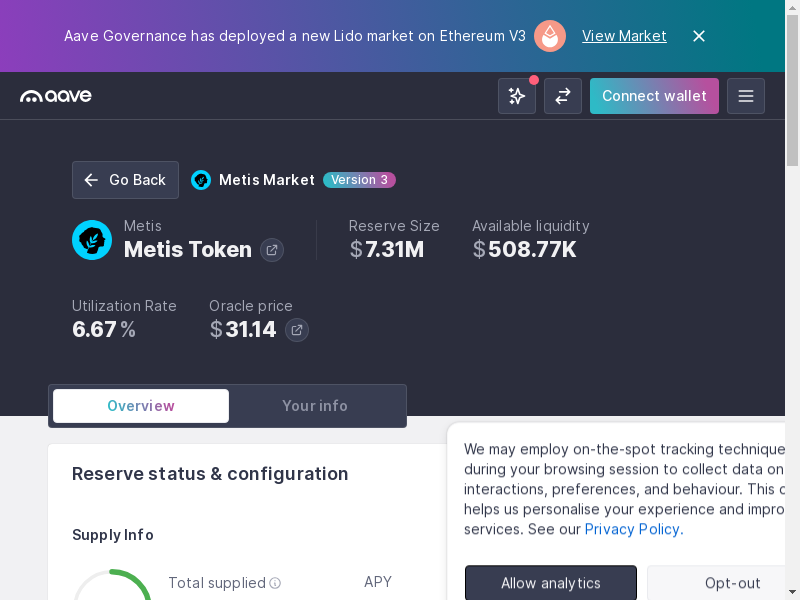 Aave Governance has deployed a new Lido market on Ethereum V3 View Market
aave
Connect wallet
Go Back
Metis Market Version 3
Metis
Metis Token
Reserve Size
$7.31M
Available liquidity
$508.77K
Utilization Rate
6.67%
Oracle price
$31.14
Overview
Your info
Reserve status & configuration
We may employ on-the-spot tracking technique
during your browsing session to collect data on
interactions, preferences, and behaviour. This
helps us personalise your experience and impro
services. See our Privacy Policy.
Supply Info
Allow analytics
Opt-out
Total supplied
APY